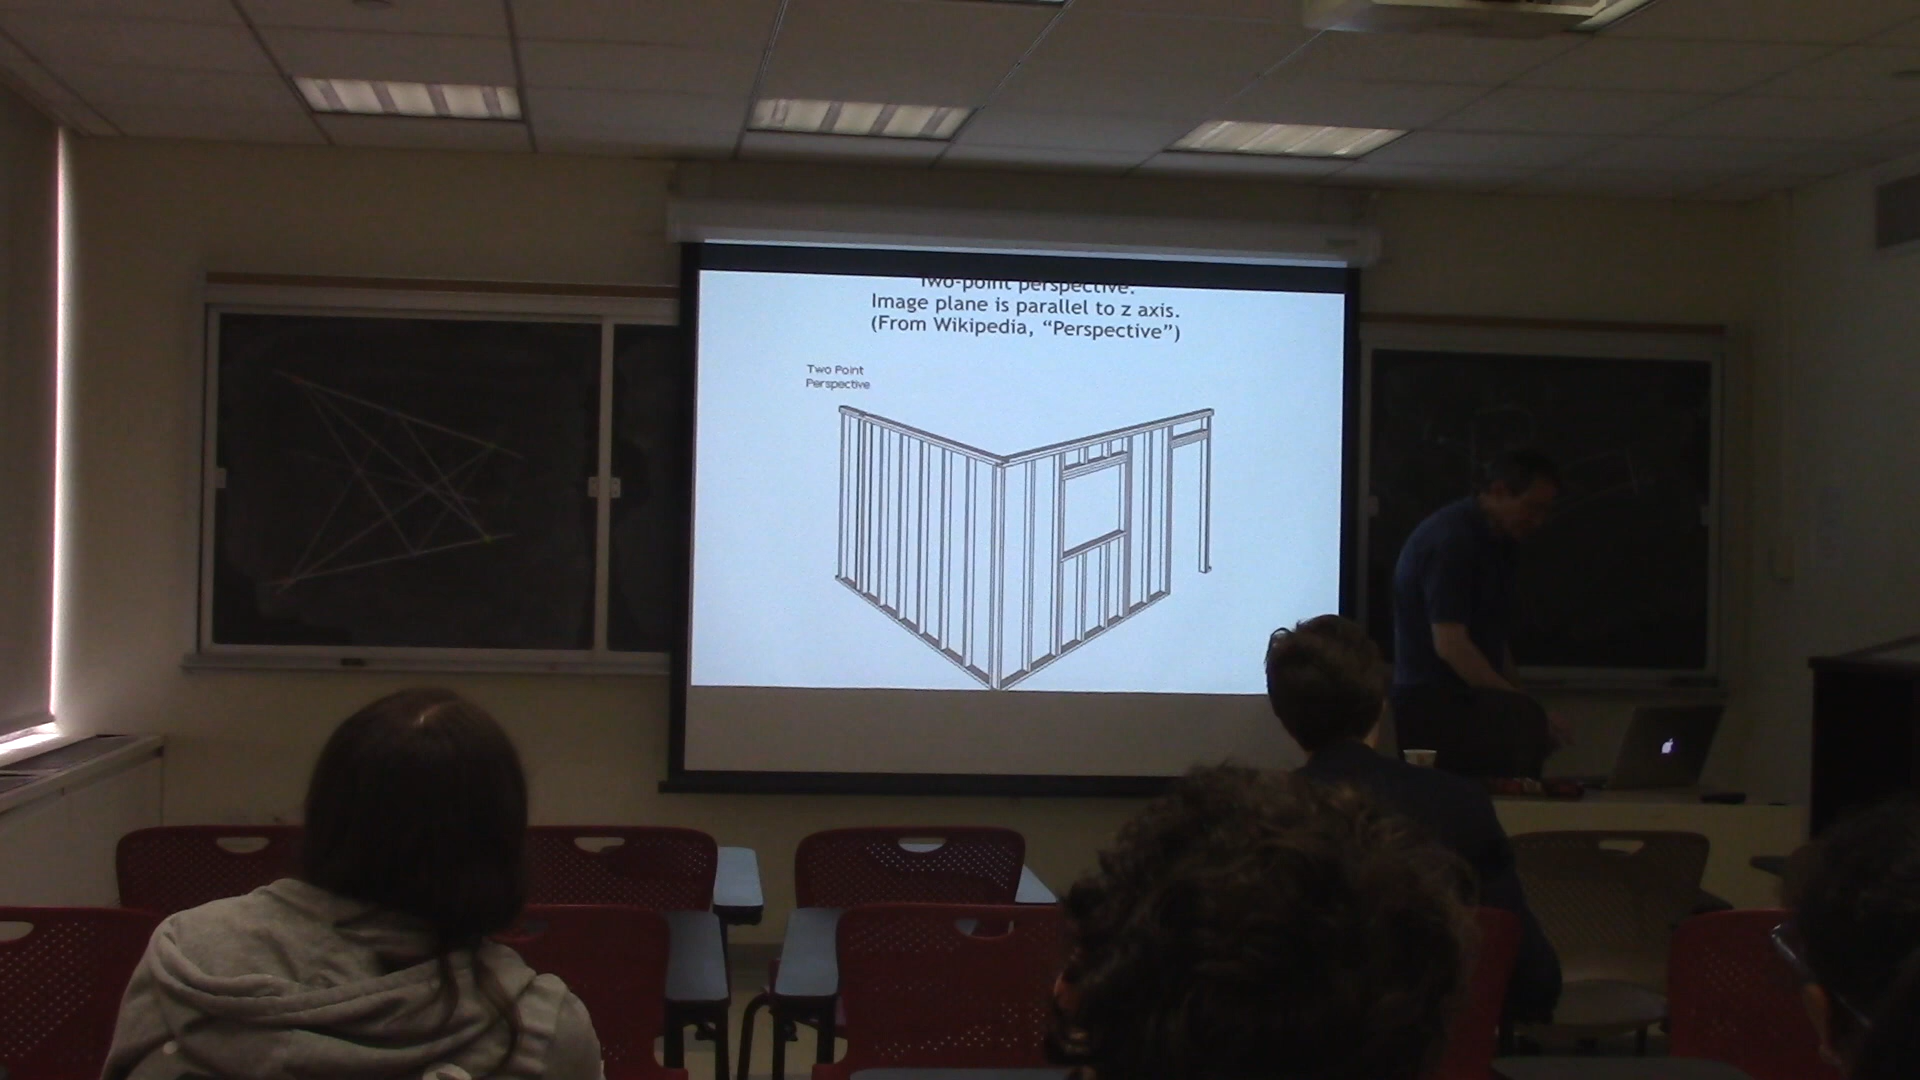 Two-point perspective.
Image plane is parallel to z axis.
(From Wikipedia, “Perspective”)
Two Point
Perspective